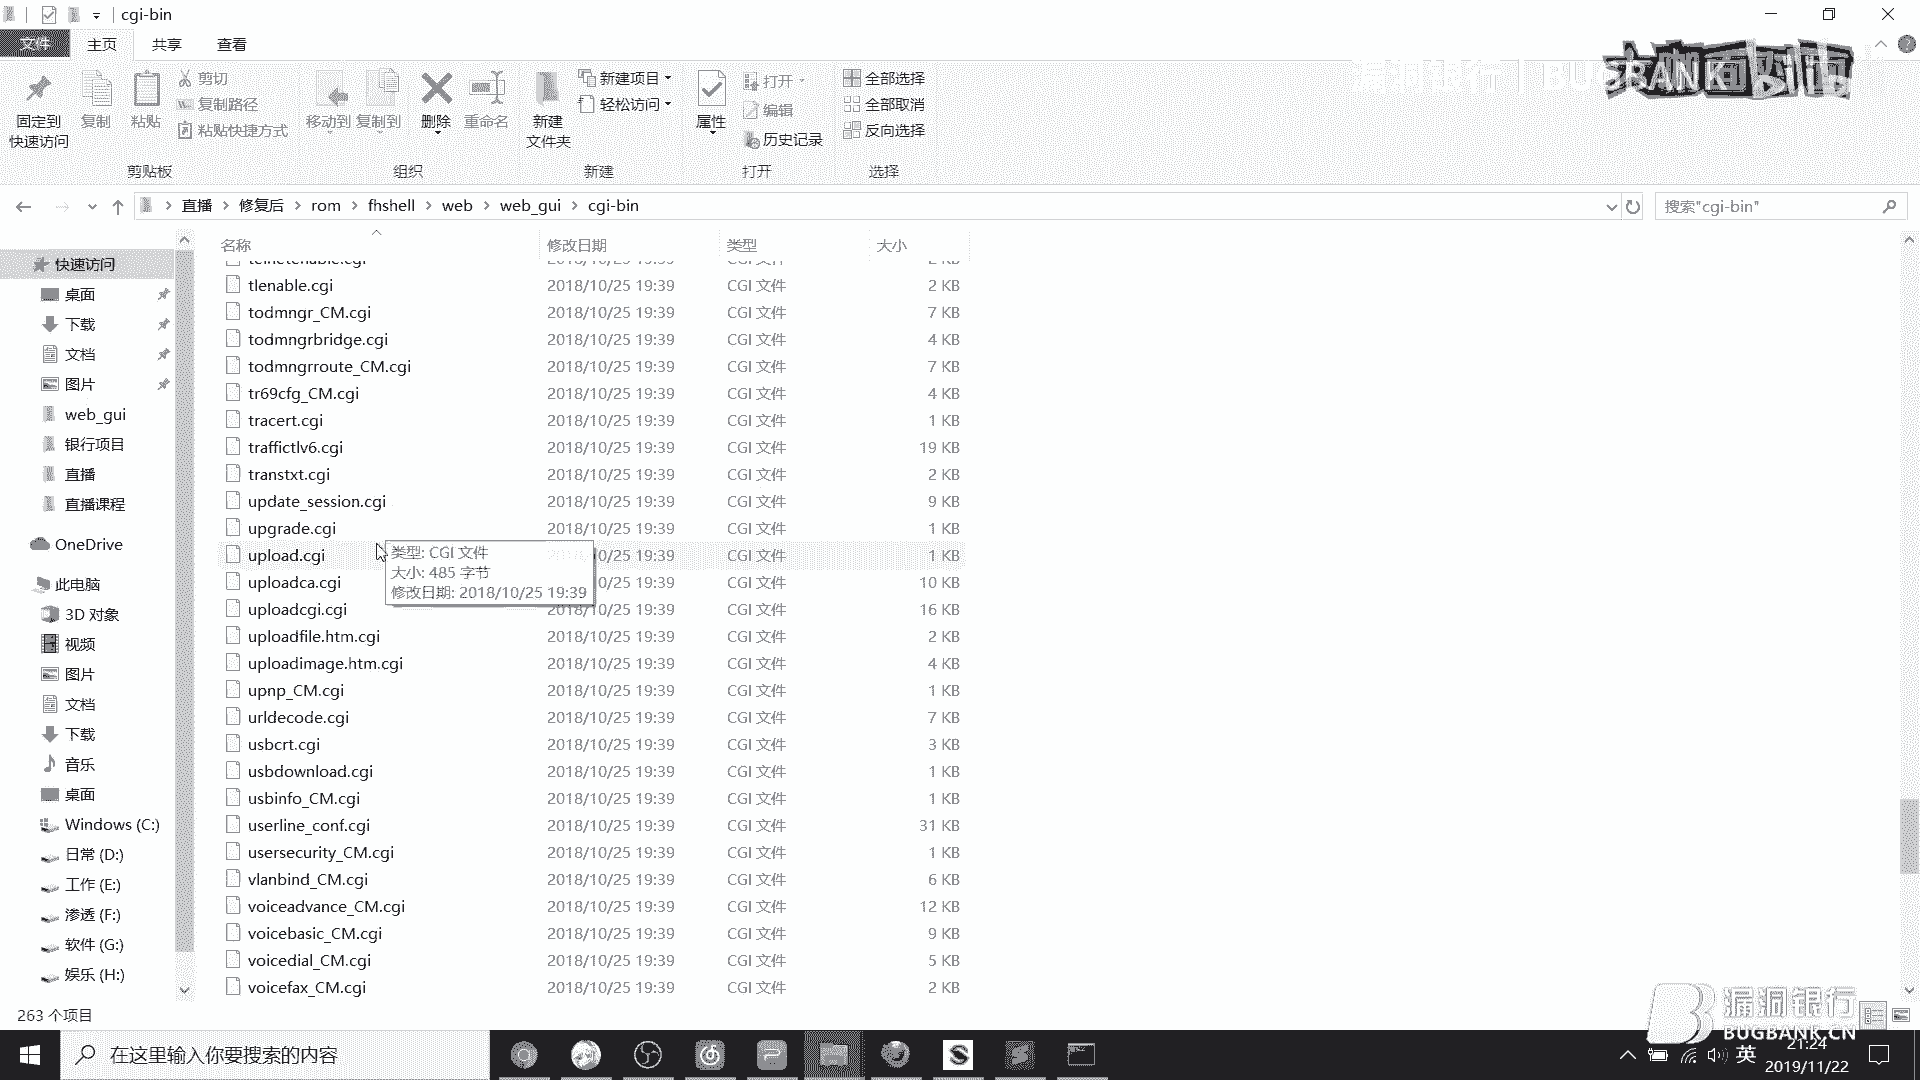 cgi-bin
文件 主页 共享 查看
固定到
快速访问
复制
粘贴
剪切
复制路径
粘贴快捷方式
剪贴板
移动到 复制到 删除 重命名
组织
新建
文件夹
新建项目
轻松访问
新建
属性
打开
编辑
历史记录
打开
全部选择
全部取消
反向选择
选择
漏洞银行 | BUGBANK
直播 修复后 rom fhshell web web_gui cgi-bin
搜索"cgi-bin"
快速访问
桌面
下载
文档
图片
web_gui
银行项目
直播
直播课程
OneDrive
此电脑
3D 对象
视频
图片
文档
下载
音乐
桌面
Windows (C:)
日常 (D:)
工作 (E:)
渗透 (F:)
软件 (G:)
娱乐 (H:)
名称 修改日期 类型 大小
tlenable.cgi 2018/10/25 19:39 CGI 文件 2 KB
todmngr_CM.cgi 2018/10/25 19:39 CGI 文件 7 KB
todmngrbridge.cgi 2018/10/25 19:39 CGI 文件 4 KB
todmngrroute_CM.cgi 2018/10/25 19:39 CGI 文件 7 KB
tr69cfg_CM.cgi 2018/10/25 19:39 CGI 文件 4 KB
tracert.cgi 2018/10/25 19:39 CGI 文件 1 KB
traffictlv6.cgi 2018/10/25 19:39 CGI 文件 19 KB
transtxt.cgi 2018/10/25 19:39 CGI 文件 2 KB
update_session.cgi 2018/10/25 19:39 CGI 文件 9 KB
upgrade.cgi 2018/10/25 19:39 CGI 文件 1 KB
upload.cgi 0/25 19:39 CGI 文件 1 KB
uploadca.cgi 0/25 19:39 CGI 文件 10 KB
uploadcgi.cgi 2018/10/25 19:39 CGI 文件 16 KB
uploadfile.htm.cgi 2018/10/25 19:39 CGI 文件 2 KB
uploadimage.htm.cgi 2018/10/25 19:39 CGI 文件 4 KB
upnp_CM.cgi 2018/10/25 19:39 CGI 文件 1 KB
urldecode.cgi 2018/10/25 19:39 CGI 文件 7 KB
usbcrt.cgi 2018/10/25 19:39 CGI 文件 3 KB
usbdownload.cgi 2018/10/25 19:39 CGI 文件 1 KB
usbinfo_CM.cgi 2018/10/25 19:39 CGI 文件 1 KB
userline_conf.cgi 2018/10/25 19:39 CGI 文件 31 KB
usersecurity_CM.cgi 2018/10/25 19:39 CGI 文件 1 KB
vlanbind_CM.cgi 2018/10/25 19:39 CGI 文件 6 KB
voiceadvance_CM.cgi 2018/10/25 19:39 CGI 文件 12 KB
voicebasic_CM.cgi 2018/10/25 19:39 CGI 文件 9 KB
voicedial_CM.cgi 2018/10/25 19:39 CGI 文件 5 KB
voicefax_CM.cgi 2018/10/25 19:39 CGI 文件 2 KB
类型: CGI 文件
大小: 485 字节
修改日期: 2018/10/25 19:39
263 个项目
漏洞银行
BUGBANK.CN
在这里输入你要搜索的内容
英
21:24
2019/11/22